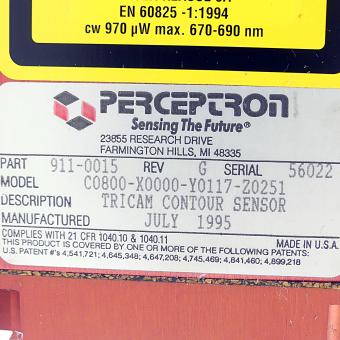 EN 60825 -1:1994
cw 970 µW max. 670-690 nm
PERCEPTRON
Sensing The Future®
23855 RESEARCH DRIVE
FARMINGTON HILLS, MI 48335
PART 911-0015 REV G SERIAL 56022
MODEL C0800-X0000-Y0117-Z0251
DESCRIPTION TRICAM CONTOUR SENSOR
MANUFACTURED JULY 1995
COMPLIES WITH 21 CFR 1040.10 & 1040.11 MADE IN U.S.A.
THIS PRODUCT IS COVERED BY ONE OR MORE OF THE FOLLOWING PATENTS:
U.S. PATENT #'s 4,541,721; 4,645,348; 4,647,208; 4,745,469; 4,841,460; 4,899,218